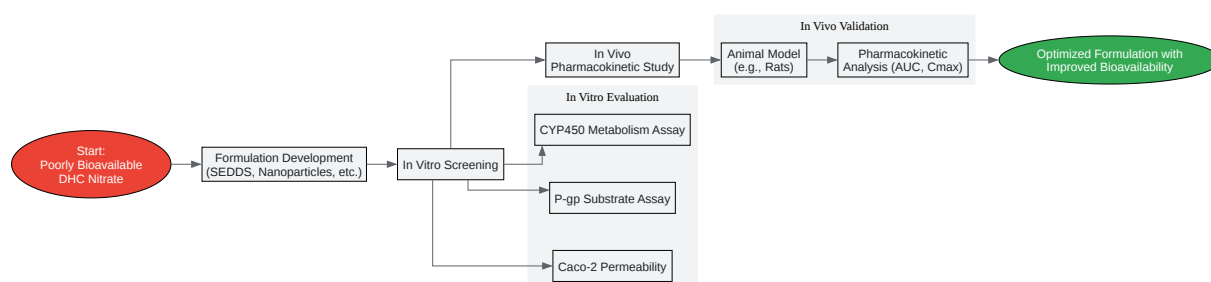 Start:
Poorly Bioavailable
DHC Nitrate
Formulation Development
(SEDDS, Nanoparticles, etc.)
In Vitro Screening
In Vivo
Pharmacokinetic Study
In Vivo Validation
Animal Model
(e.g., Rats)
Pharmacokinetic
Analysis (AUC, Cmax)
Optimized Formulation with
Improved Bioavailability
In Vitro Evaluation
CYP450 Metabolism Assay
P-gp Substrate Assay
Caco-2 Permeability